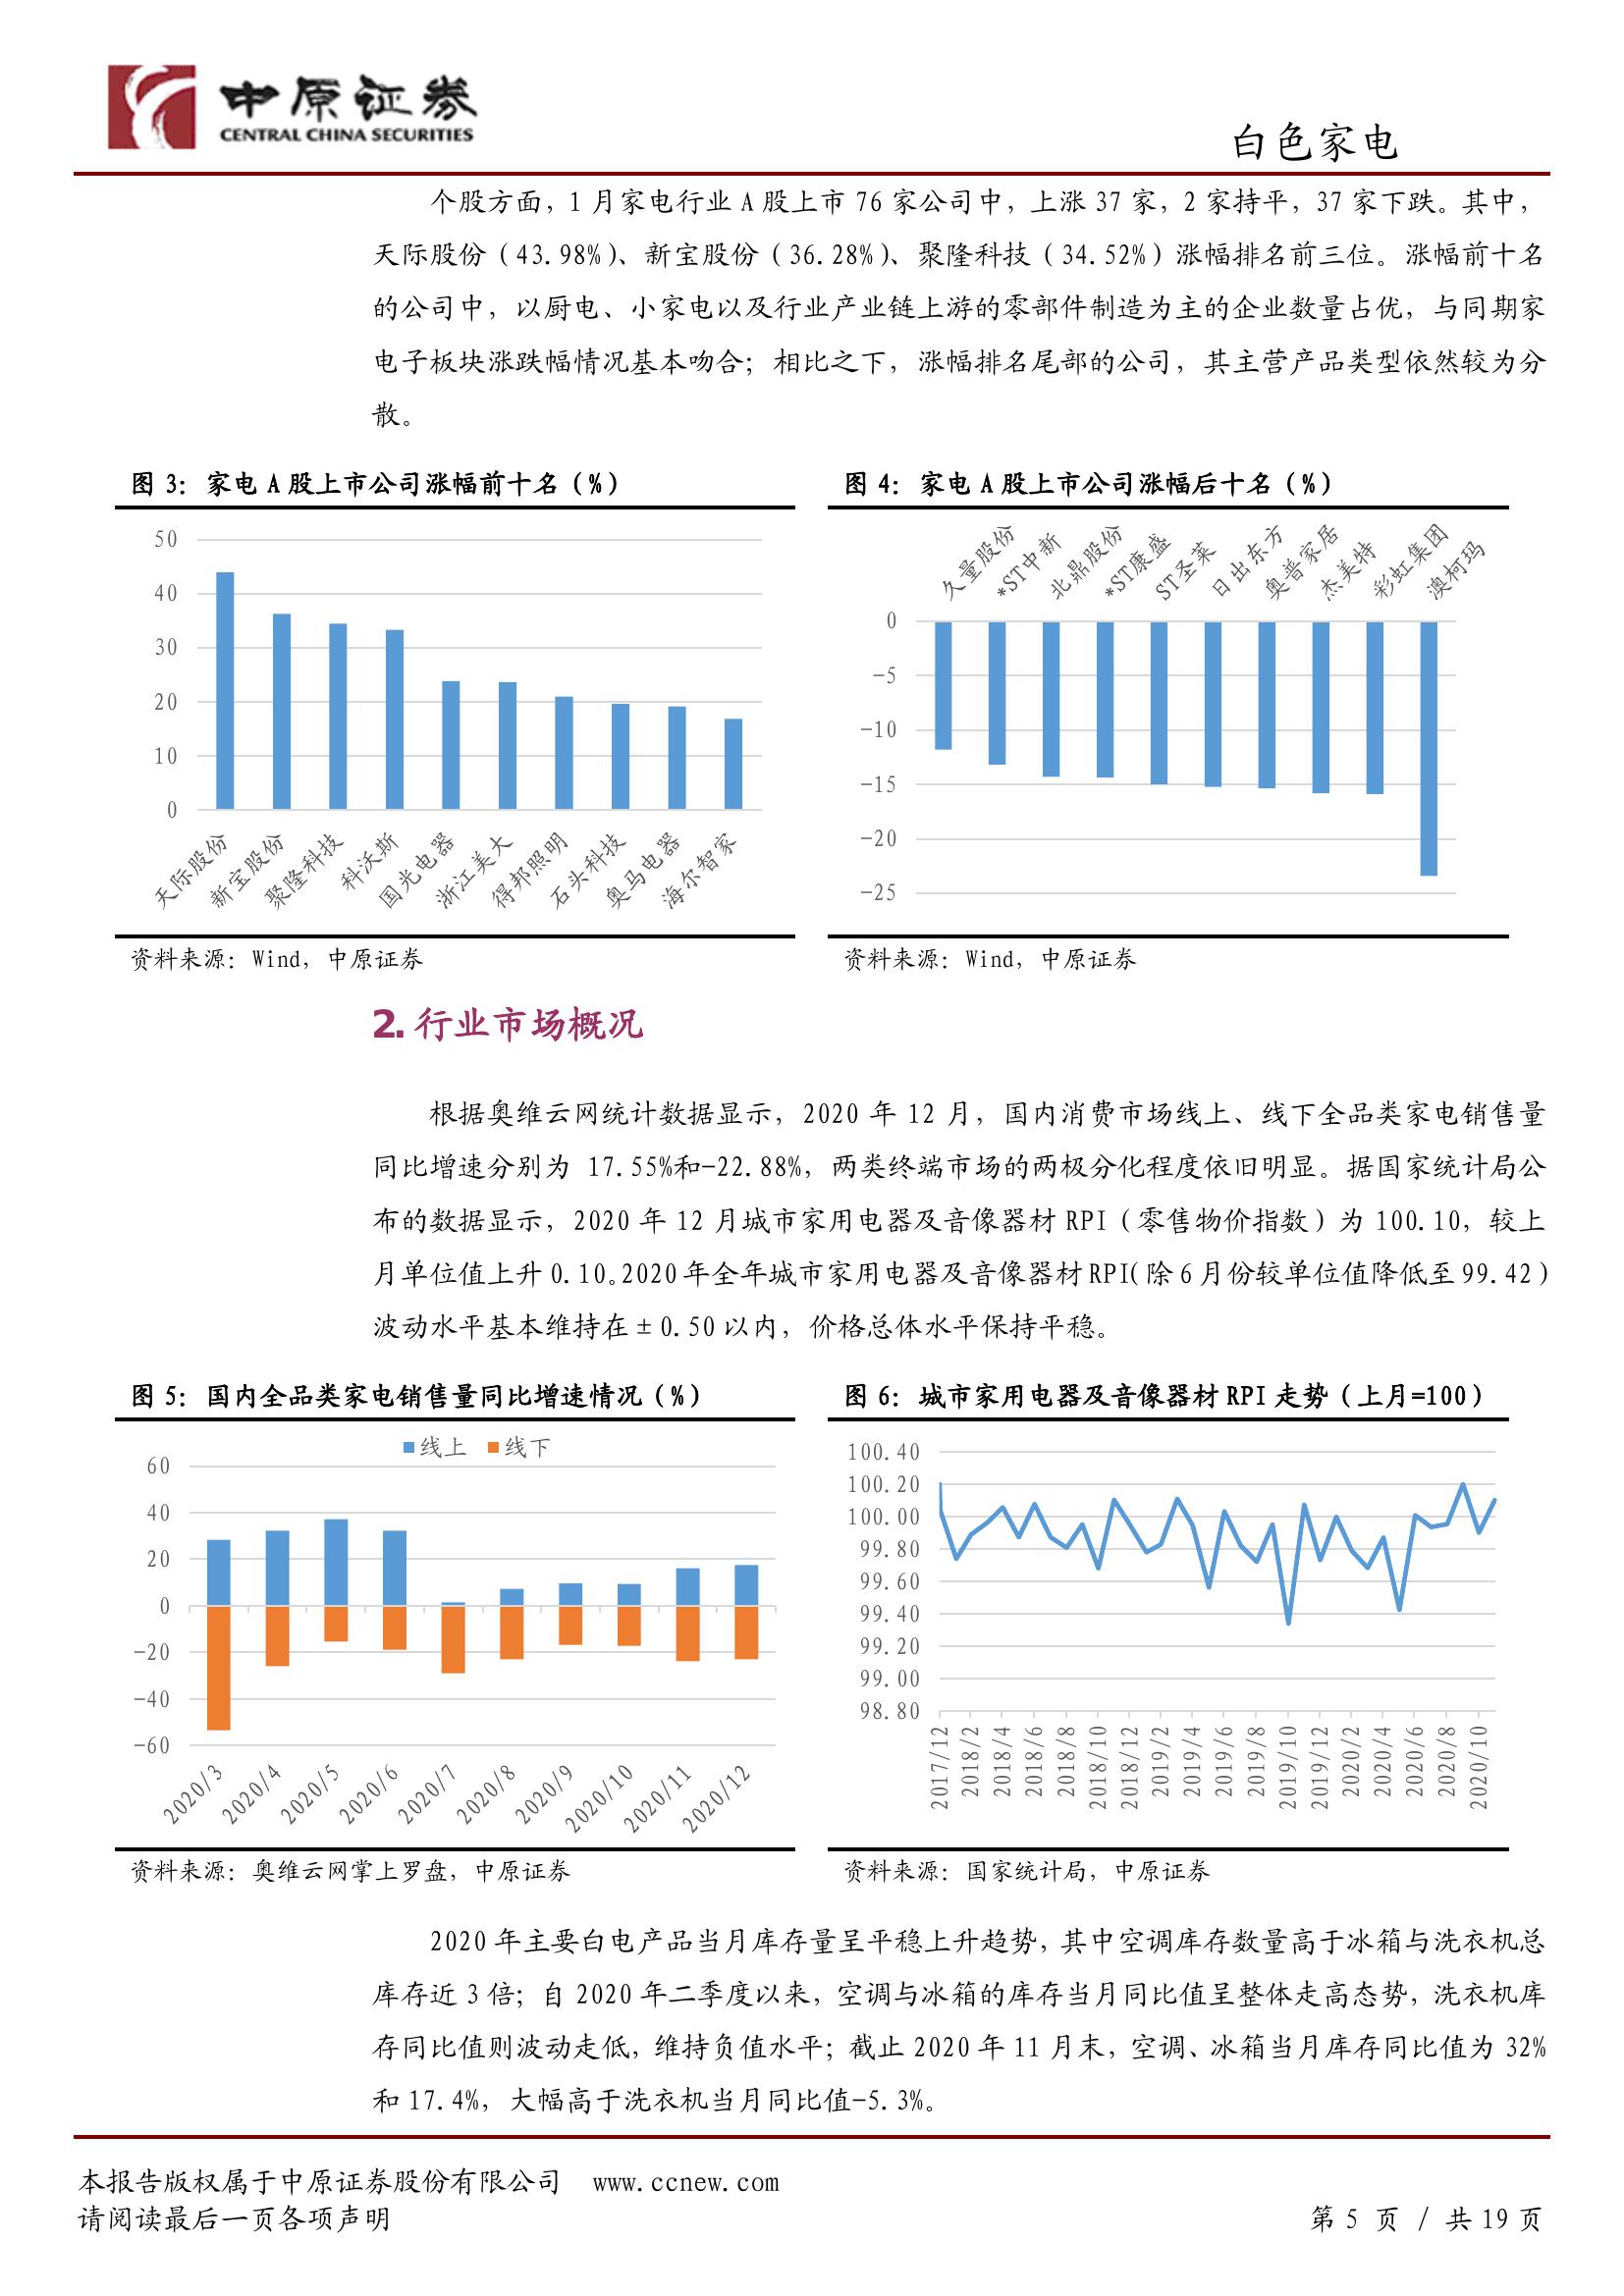 中原证券
CENTRAL CHINA SECURITIES
白色家电
个股方面，1 月家电行业 A 股上市 76 家公司中，上涨 37 家，2 家持平，37 家下跌。其中，
天际股份（43.98%）、新宝股份（36.28%）、聚隆科技（34.52%）涨幅排名前三位。涨幅前十名
的公司中，以厨电、小家电以及行业产业链上游的零部件制造为主的企业数量占优，与同期家
电子板块涨跌幅情况基本吻合；相比之下，涨幅排名尾部的公司，其主营产品类型依然较为分
散。
图 3：家电 A 股上市公司涨幅前十名（%）
50
40
30
20
10
0
天际股份
新宝股份
聚隆科技
科沃斯
国光电器
浙江美大
得邦照明
石头科技
奥马电器
海尔智家
资料来源：Wind，中原证券
图 4：家电 A 股上市公司涨幅后十名（%）
久量股份
*ST中新
北鼎股份
*ST康盛
ST圣莱
日出东方
奥普家居
杰美特
彩虹集团
澳柯玛
0
-5
-10
-15
-20
-25
资料来源：Wind，中原证券
2. 行业市场概况
根据奥维云网统计数据显示，2020 年 12 月，国内消费市场线上、线下全品类家电销售量
同比增速分别为 17.55%和-22.88%，两类终端市场的两极分化程度依旧明显。据国家统计局公
布的数据显示，2020 年 12 月城市家用电器及音像器材 RPI（零售物价指数）为 100.10，较上
月单位值上升 0.10。2020 年全年城市家用电器及音像器材 RPI（除 6 月份较单位值降低至 99.42）
波动水平基本维持在±0.50 以内，价格总体水平保持平稳。
图 5：国内全品类家电销售量同比增速情况（%）
线上 线下
60
40
20
0
-20
-40
-60
2020/3
2020/4
2020/5
2020/6
2020/7
2020/8
2020/9
2020/10
2020/11
2020/12
资料来源：奥维云网掌上罗盘，中原证券
图 6：城市家用电器及音像器材 RPI 走势（上月=100）
100.40
100.20
100.00
99.80
99.60
99.40
99.20
99.00
98.80
2017/12
2018/2
2018/4
2018/6
2018/8
2018/10
2018/12
2019/2
2019/4
2019/6
2019/8
2019/10
2019/12
2020/2
2020/4
2020/6
2020/8
2020/10
资料来源：国家统计局，中原证券
2020 年主要白电产品当月库存量呈平稳上升趋势，其中空调库存数量高于冰箱与洗衣机总
库存近 3 倍；自 2020 年二季度以来，空调与冰箱的库存当月同比值呈整体走高态势，洗衣机库
存同比值则波动走低，维持负值水平；截止 2020 年 11 月末，空调、冰箱当月库存同比值为 32%
和 17.4%，大幅高于洗衣机当月同比值-5.3%。
本报告版权属于中原证券股份有限公司 www.ccnew.com
请阅读最后一页各项声明
第 5 页 / 共 19 页